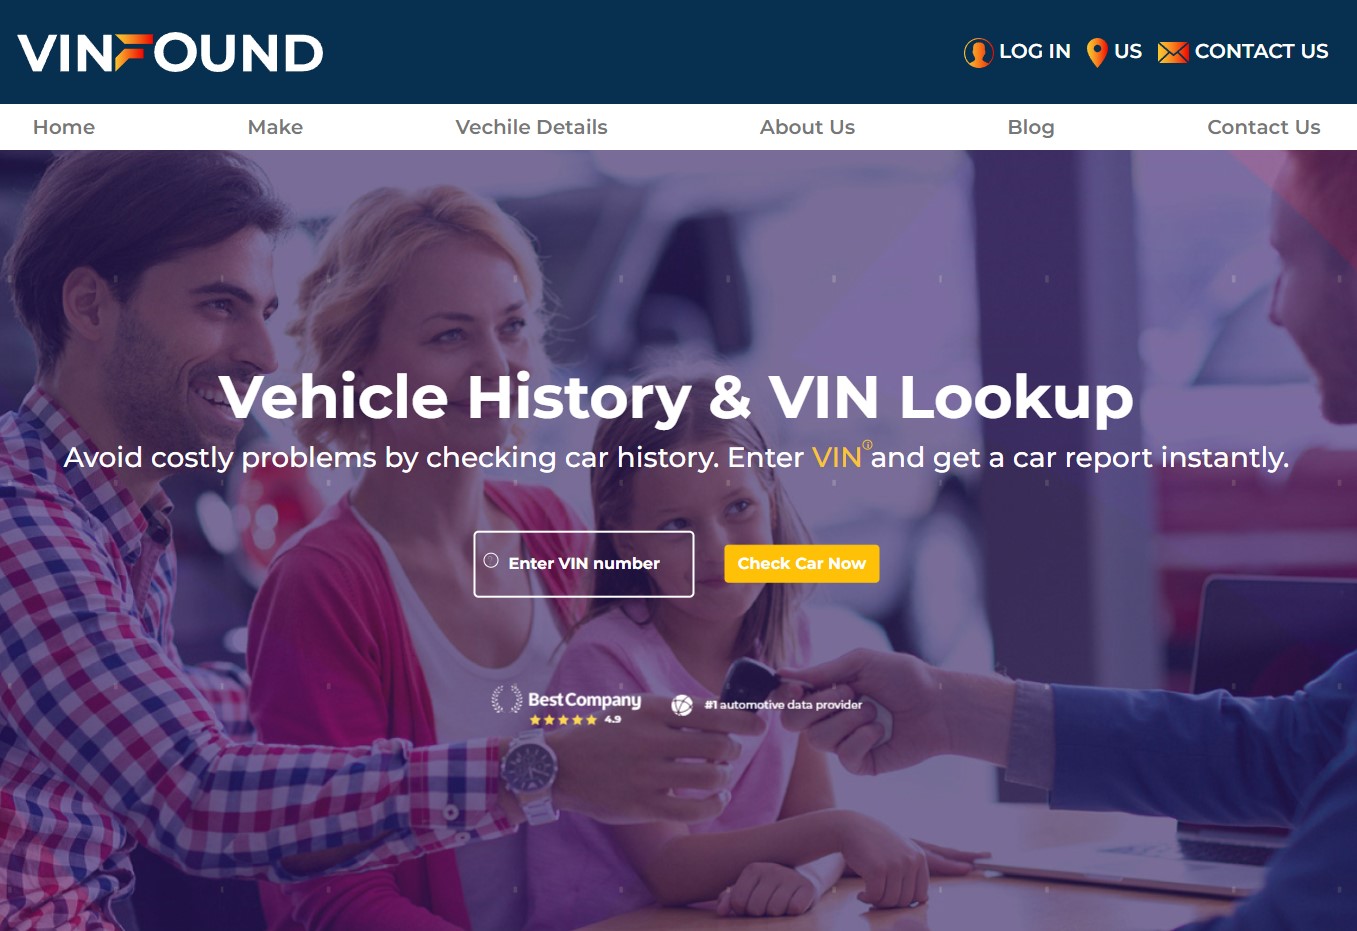 VINFOUND
LOG IN US CONTACT US
Home Make Vechile Details About Us Blog Contact Us
Vehicle History & VIN Lookup
Avoid costly problems by checking car history. Enter VIN and get a car report instantly.
Enter VIN number Check Car Now
BestCompany
4.9
#1 automotive data provider